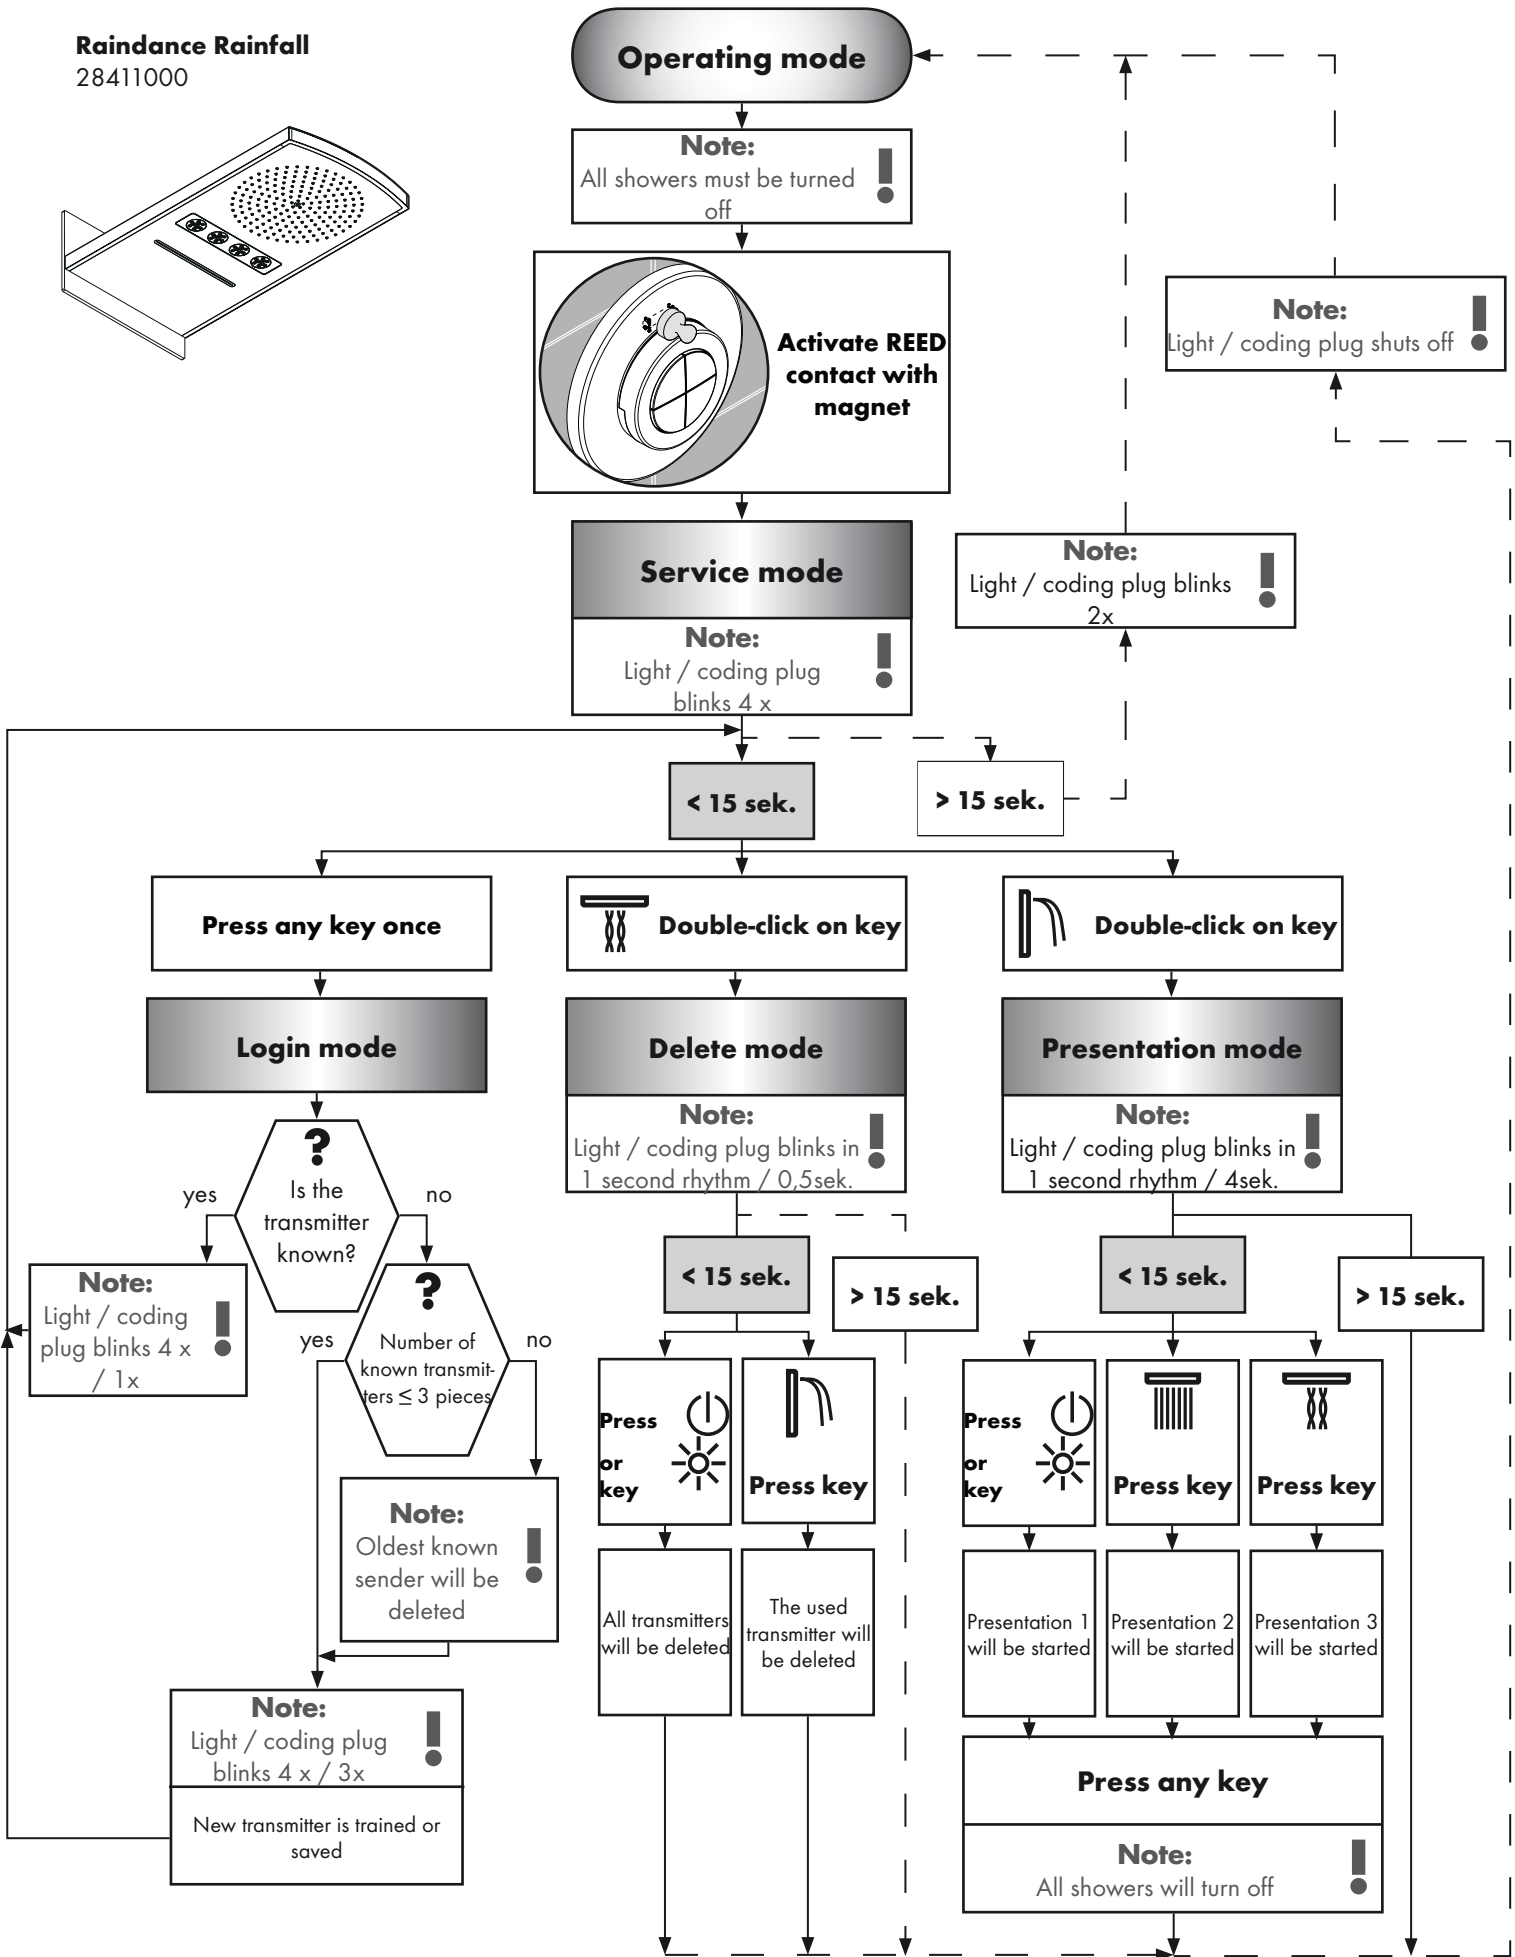 Raindance Rainfall
28411000
Operating mode
Note:
All showers must be turned
off
Activate REED
contact with
magnet
Note:
Light / coding plug shuts off
Service mode
Note:
Light / coding plug
blinks 4 x
Note:
Light / coding plug blinks
2x
< 15 sek.
> 15 sek.
Press any key once
Double-click on key
Double-click on key
Login mode
Delete mode
Note:
Light / coding plug blinks in
1 second rhythm / 0,5sek.
Presentation mode
Note:
Light / coding plug blinks in
1 second rhythm / 4sek.
?
Is the
transmitter
known?
yes
no
Note:
Light / coding
plug blinks 4 x
/ 1x
?
Number of
known transmit-
ters ≤ 3 pieces
yes
no
Note:
Oldest known
sender will be
deleted
Note:
Light / coding plug
blinks 4 x / 3x
New transmitter is trained or
saved
< 15 sek.
> 15 sek.
Press
or
key
Press key
All transmitters
will be deleted
The used
transmitter will
be deleted
< 15 sek.
> 15 sek.
Press
or
key
Press key
Press key
Presentation 1
will be started
Presentation 2
will be started
Presentation 3
will be started
Press any key
Note:
All showers will turn off